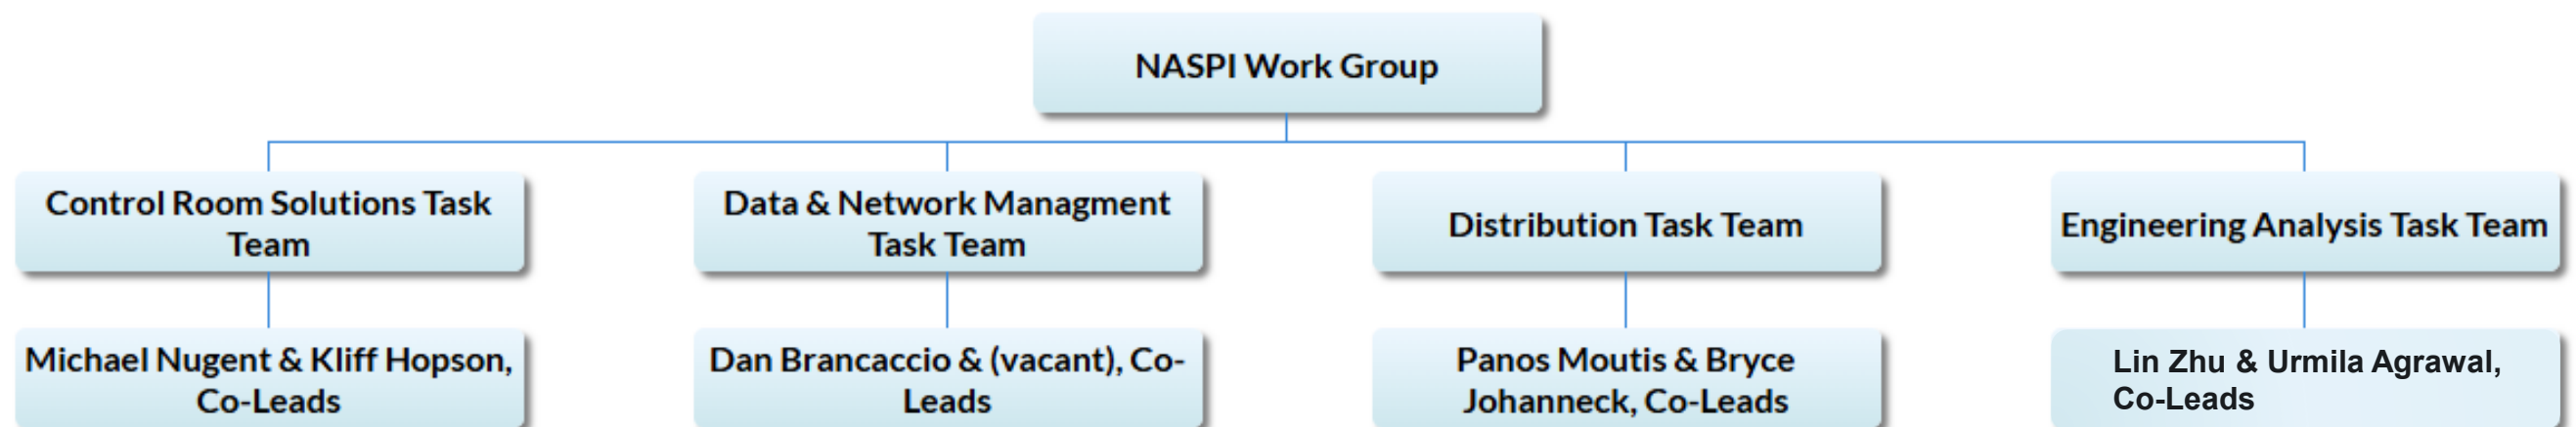 NASPI Work Group
Control Room Solutions Task
Team
Data & Network Managment
Task Team
Distribution Task Team
Engineering Analysis Task Team
Michael Nugent & Kliff Hopson,
Co-Leads
Dan Brancaccio & (vacant), Co-
Leads
Panos Moutis & Bryce
Johanneck, Co-Leads
Lin Zhu & Urmila Agrawal,
Co-Leads